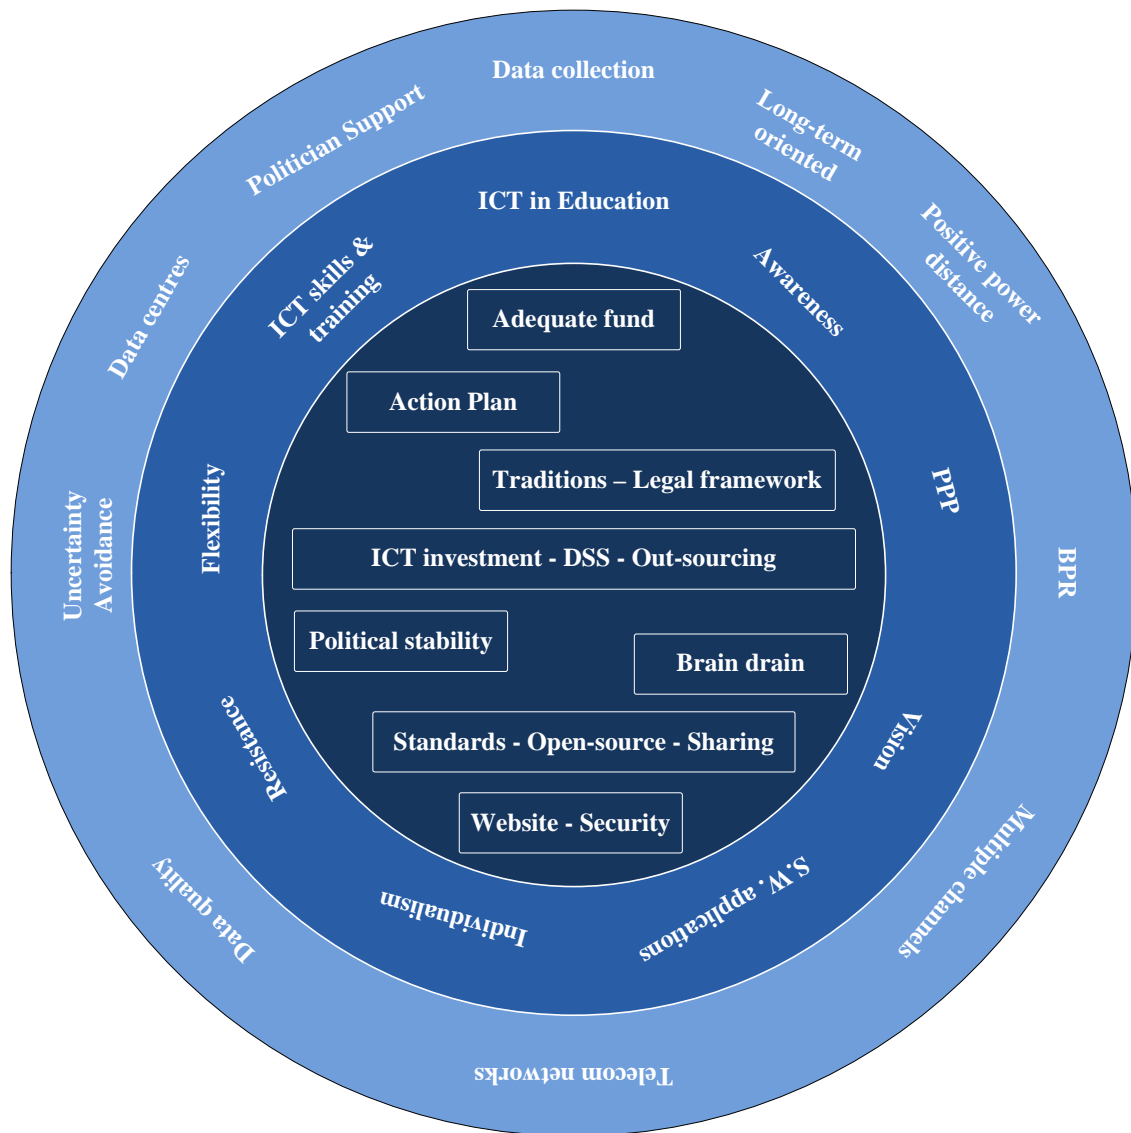 Data collection
Long-term
oriented
Positive power
distance
BPR
Multiple channels
Telecom networks
Data quality
Uncertainty
Avoidance
Data centres
Politician Support
ICT in Education
Awareness
PPP
Vision
S.W. applications
Individualism
Resistance
Flexibility
ICT skills &
training
Adequate fund
Action Plan
Traditions – Legal framework
ICT investment - DSS - Out-sourcing
Political stability
Brain drain
Standards - Open-source - Sharing
Website - Security